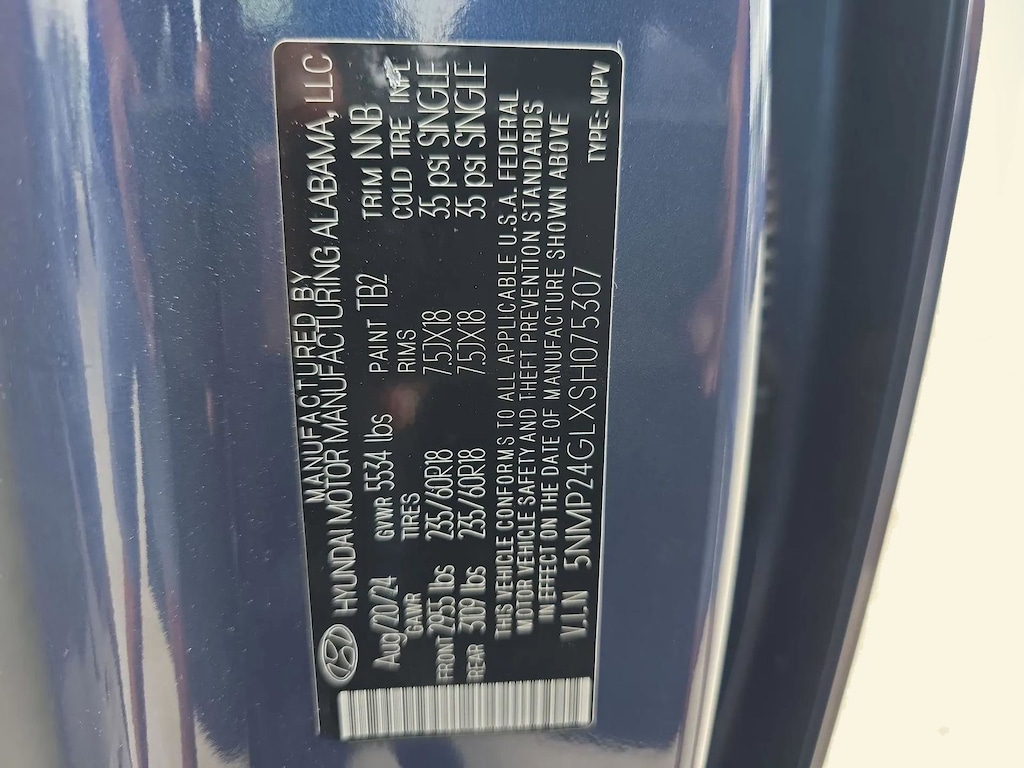 MANUFACTURED BY
HYUNDAI MOTOR MANUFACTURING ALABAMA, LLC
Aug/20/24 GVWR 5534 lbs PAINT TB2 TRIM NNB
GAWR TIRES RIMS COLD TIRE INFL
FRONT 2955 lbs 235/60R18 7.5JX18 35 psi SINGLE
REAR 3109 lbs 235/60R18 7.5JX18 35 psi SINGLE
THIS VEHICLE CONFORMS TO ALL APPLICABLE U.S.A. FEDERAL
MOTOR VEHICLE SAFETY AND THEFT PREVENTION STANDARDS
IN EFFECT ON THE DATE OF MANUFACTURE SHOWN ABOVE
V.I.N 5NMP24GLXSH075307
TYPE: MPV